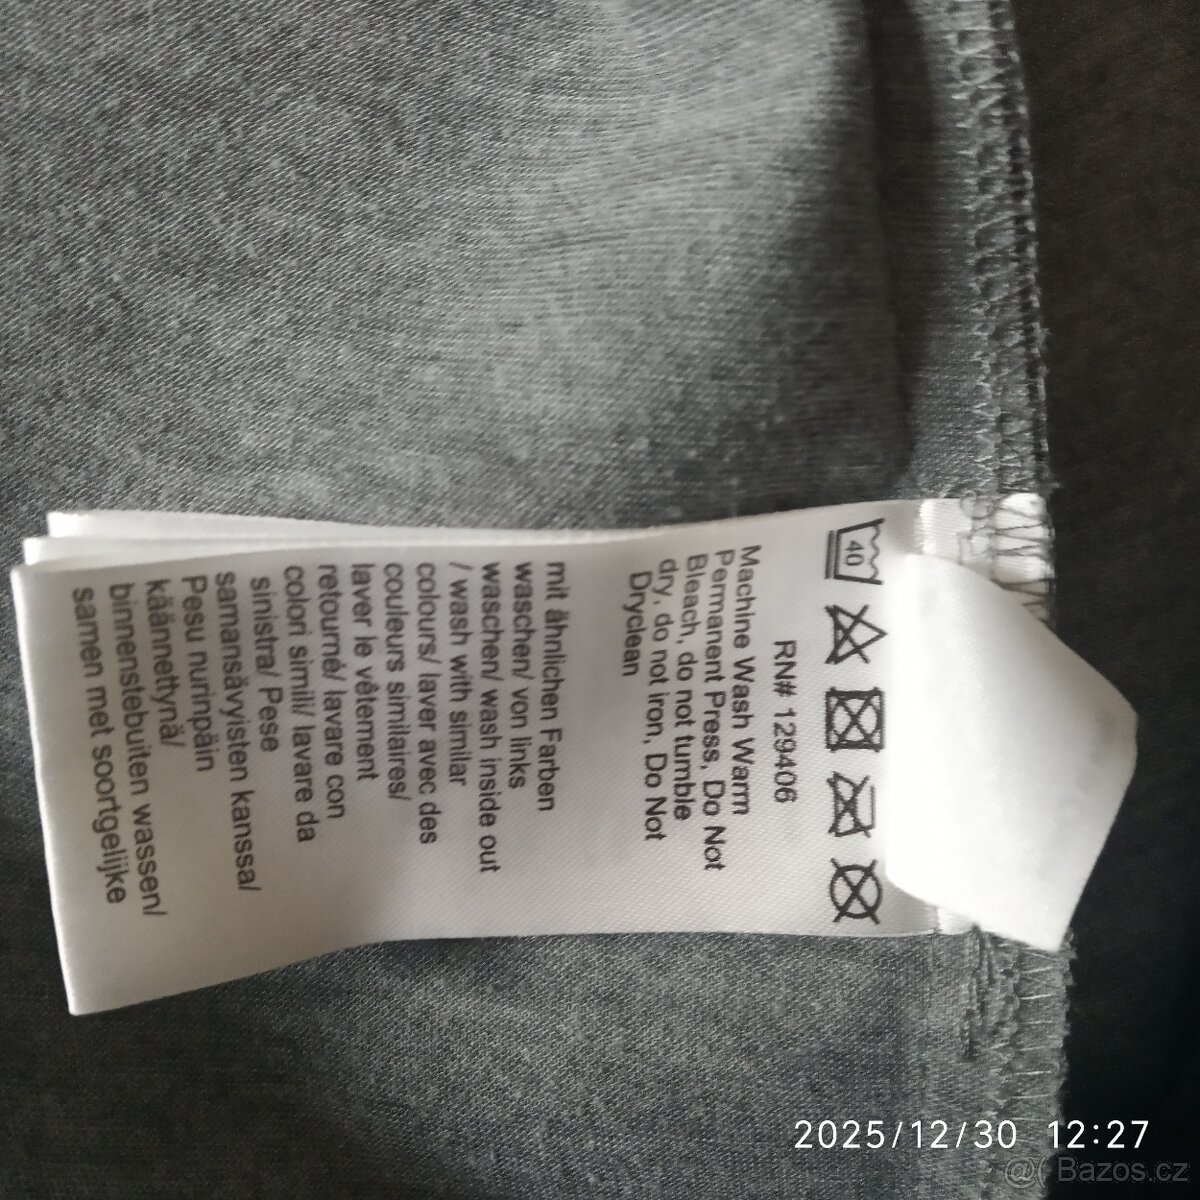 40
RN# 129406
Machine Wash Warm
Permanent Press, Do Not
Bleach, do not tumble
dry, do not iron, Do Not
Dryclean
mit ähnlichen Farben
waschen/ von links
waschen/ wash inside out
/ wash with similar
colours/ laver avec des
couleurs similaires/
laver le vêtement
retourné/ lavare con
colori simili/ lavare da
sinistra/ Pese
samansävyisten kanssa/
Pesu nurinpäin
käännettynä/
binnenstebuiten wassen/
samen met soortgelijke
2025/12/30 12:27
Bazos.cz